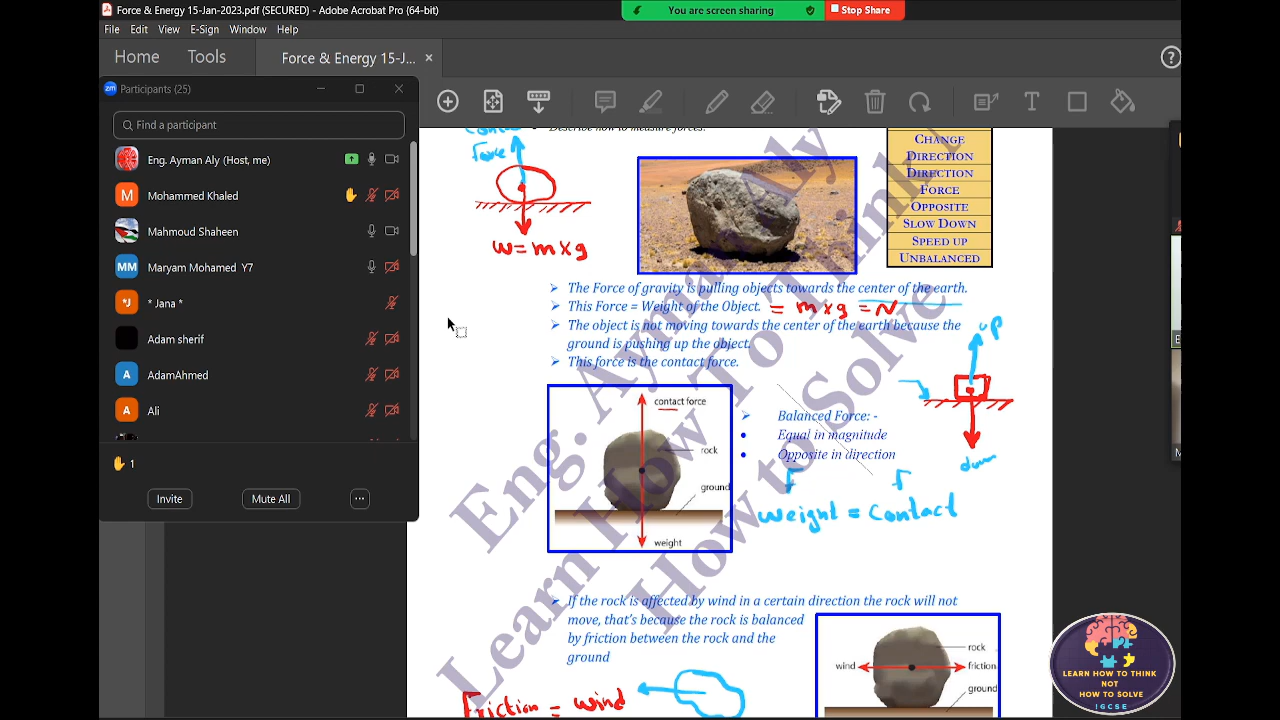 Force & Energy 15-Jan-2023.pdf (SECURED) - Adobe Acrobat Pro (64-bit)
You are screen sharing
Stop Share
File Edit View E-Sign Window Help
Home Tools Force & Energy 15-J... ×
zm Participants (25)
Find a participant
Eng. Ayman Aly (Host, me)
M Mohammed Khaled
Mahmoud Shaheen
MM Maryam Mohamed Y7
*J * Jana *
Adam sherif
A AdamAhmed
A Ali
1
Invite Mute All ...
Describe how to measure forces.
force
w = m x g
CHANGE
DIRECTION
DIRECTION
FORCE
OPPOSITE
SLOW DOWN
SPEED UP
UNBALANCED
The Force of gravity is pulling objects towards the center of the earth.
This Force = Weight of the Object. = m x g = N
The object is not moving towards the center of the earth because the
ground is pushing up the object.
This force is the contact force.
up
down
contact force
rock
ground
weight
Balanced Force: -
Equal in magnitude
Opposite in direction
weight = contact
If the rock is affected by wind in a certain direction the rock will not
move, that's because the rock is balanced
by friction between the rock and the
ground
Friction = wind
rock
wind friction
ground
Eng. Ayman Aly
Learn How To Think
How to Solve
LEARN HOW TO THINK
NOT
HOW TO SOLVE
IGCSE